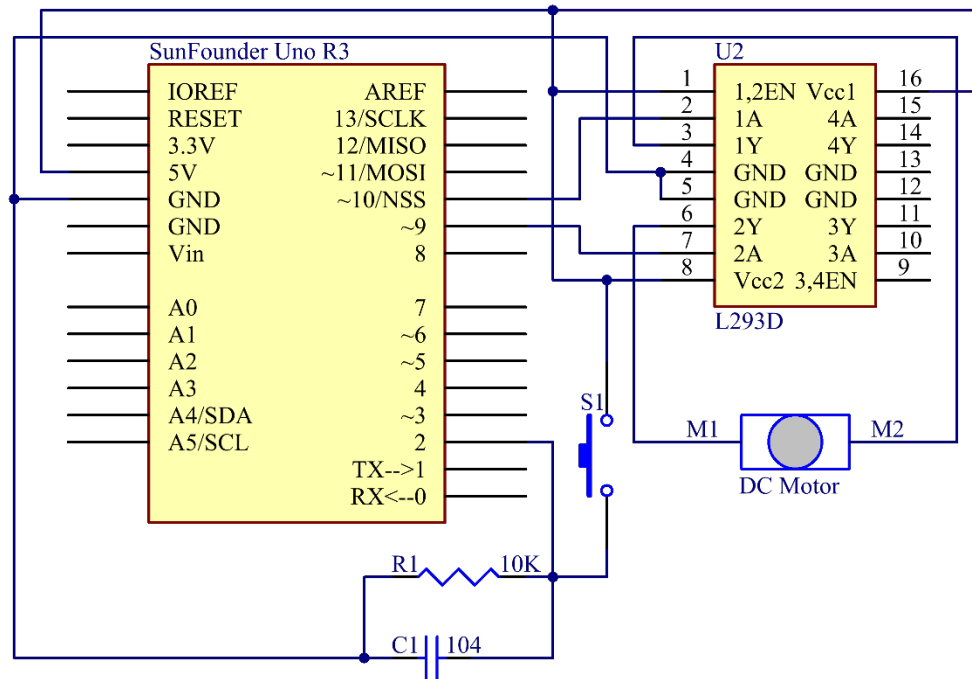 SunFounder Uno R3
IOREF AREF
RESET 13/SCLK
3.3V 12/MISO
5V ~11/MOSI
GND ~10/NSS
GND ~9
Vin 8
A0 7
A1 ~6
A2 ~5
A3 4
A4/SDA ~3
A5/SCL 2
TX-->1
RX<--0
U2
1 1,2EN Vcc1 16
2 1A 4A 15
3 1Y 4Y 14
4 GND GND 13
5 GND GND 12
6 2Y 3Y 11
7 2A 3A 10
8 Vcc2 3,4EN 9
L293D
S1
M1 M2
DC Motor
R1 10K
C1 104